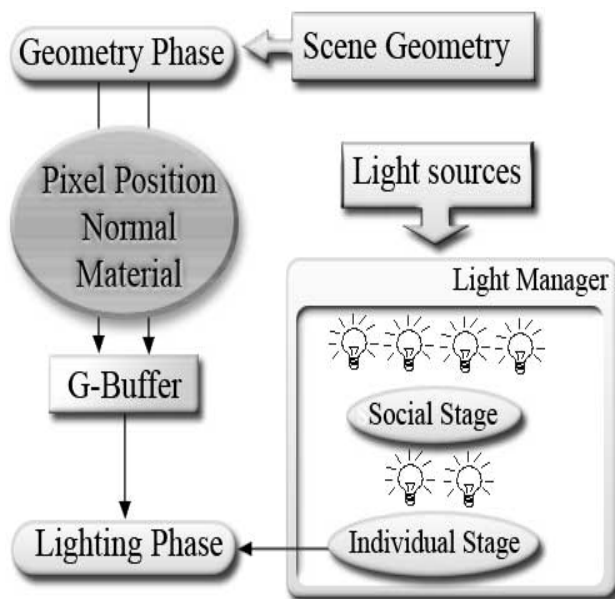 Geometry Phase
Scene Geometry
Pixel Position
Normal
Material
Light sources
Light Manager
G-Buffer
Social Stage
Lighting Phase
Individual Stage